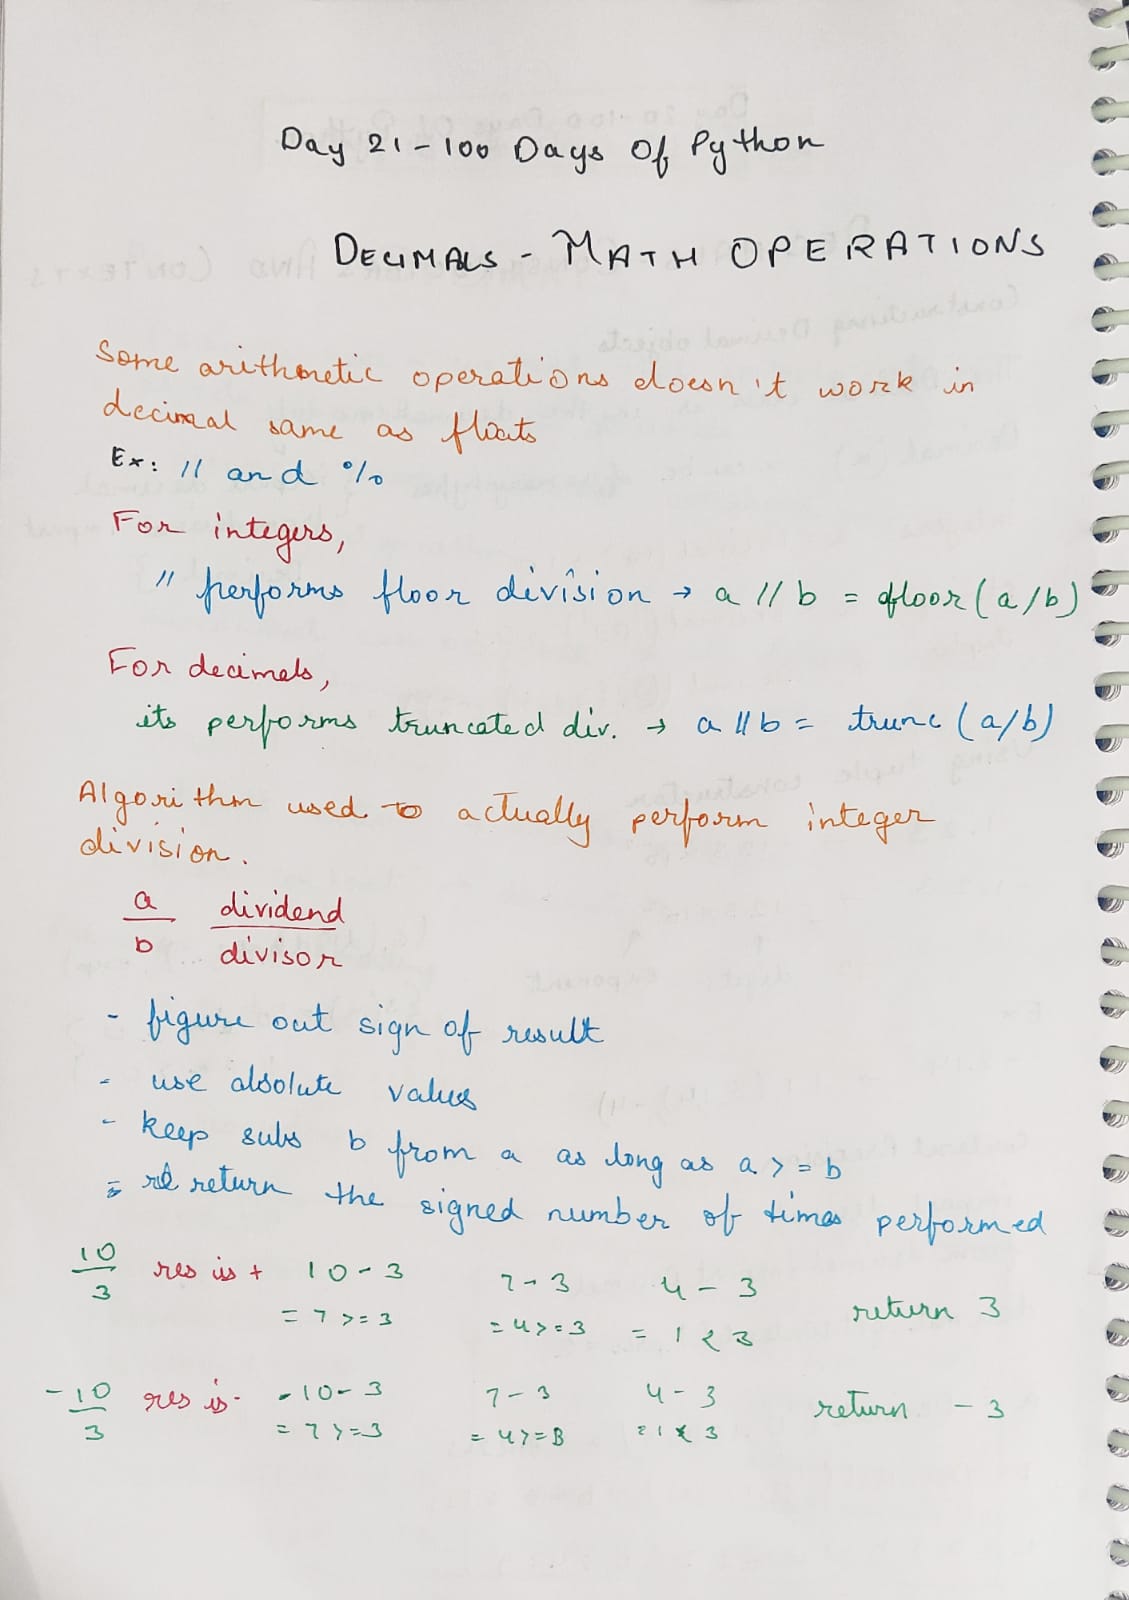 Day 21 - 100 Days Of Python
DECIMALS - MATH OPERATIONS
Some arithmetic operations doesn't work in
decimal same as floats
Ex: // and %
For integers,
// performs floor division → a // b = floor (a/b)
For decimals,
its performs truncated div. → a // b = trunc (a/b)
Algorithm used to actually perform integer
division.
a dividend
b divisor
- figure out sign of result
- use absolute values
- keep subs b from a as long as a >= b
- return the signed number of times performed
10/3 res is + 10 - 3 7 - 3 4 - 3 return 3
= 7 >= 3 = 4 >= 3 = 1 < 3
-10/3 res is - -10 - 3 7 - 3 4 - 3 return - 3
= 7 >= 3 = 4 >= 3 = 1 < 3